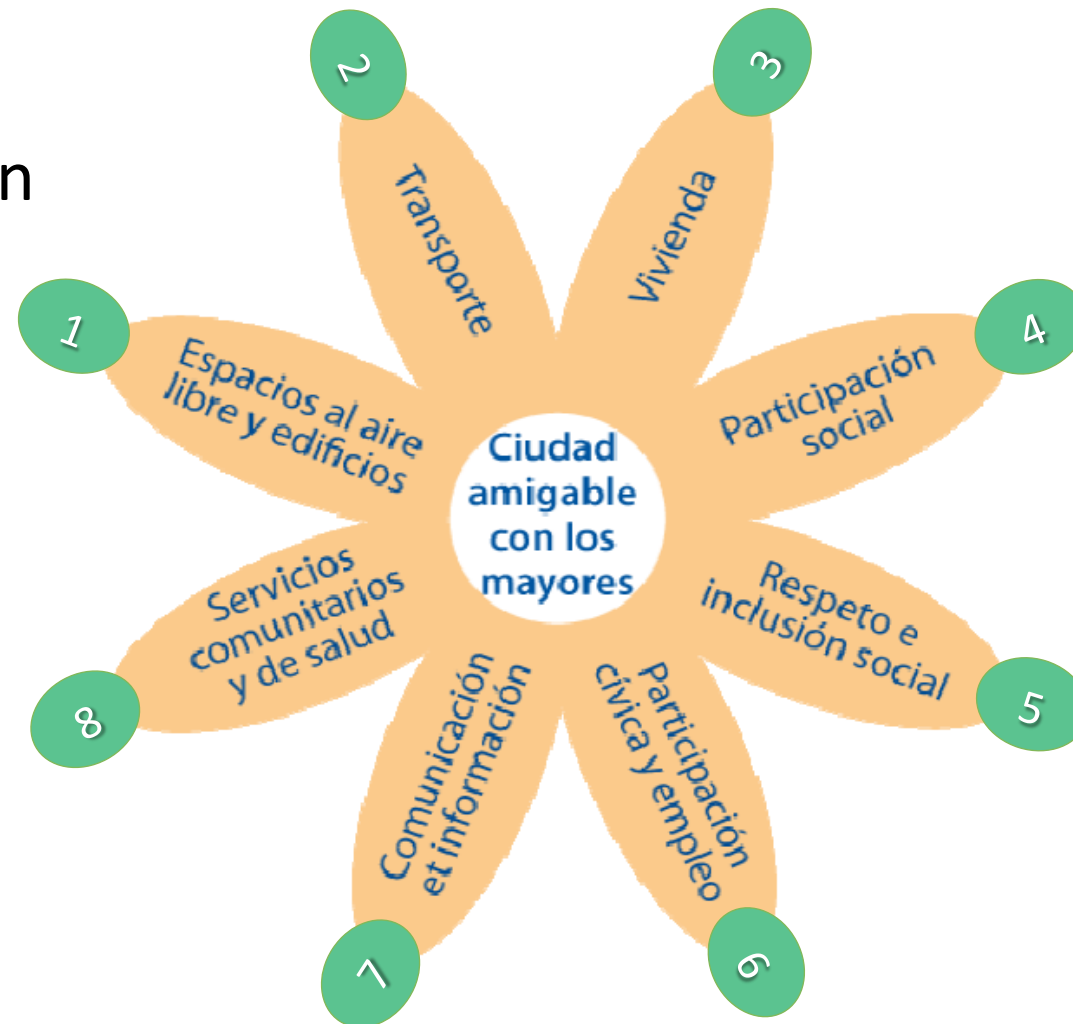 n
2
Transporte
3
Vivienda
1
Espacios al aire
libre y edificios
4
Participación
social
Ciudad
amigable
con los
mayores
Respeto e
inclusión social
5
Participación
cívica y empleo
6
Comunicación
et información
7
Servicios
comunitarios
y de salud
8